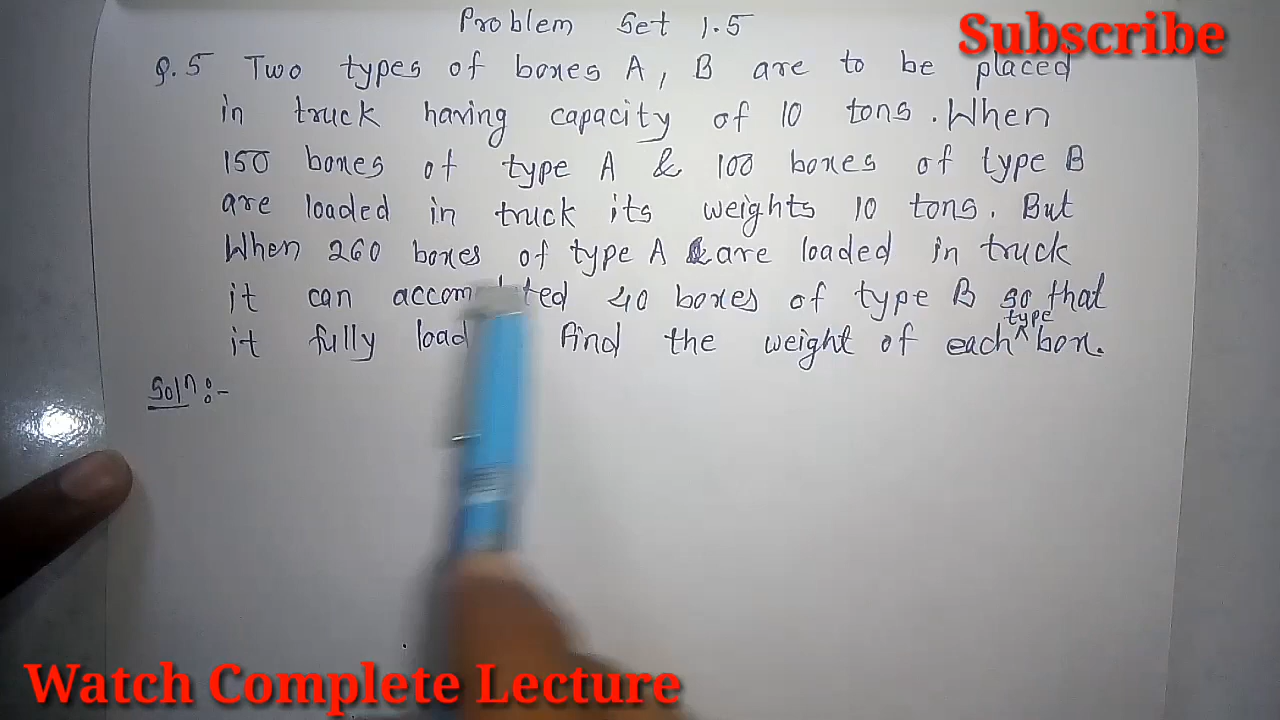 Problem Set 1.5
Subscribe
Q.5 Two types of boxes A, B are to be placed
in truck having capacity of 10 tons. When
150 boxes of type A & 100 boxes of type B
are loaded in truck its weights 10 tons. But
When 260 boxes of type A are loaded in truck
it can 40 boxes of type B so that
it fully Find the weight of each type box.
Soln:-
Watch Complete Lecture